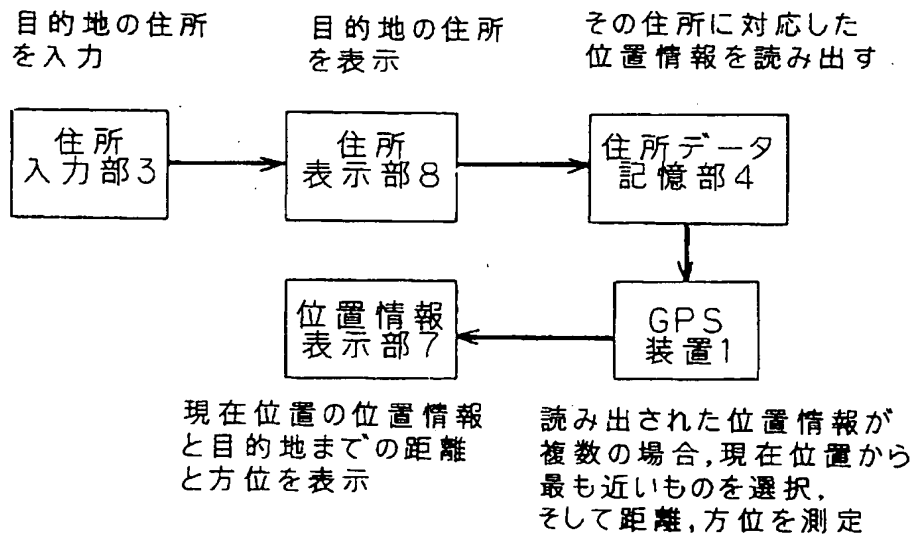 目的地の住所
を入力
目的地の住所
を表示
その住所に対応した
位置情報を読み出す
住所
入力部3
住所
表示部8
住所データ
記憶部4
位置情報
表示部7
GPS
装置1
現在位置の位置情報
と目的地までの距離
と方位を表示
読み出された位置情報が
複数の場合,現在位置から
最も近いものを選択,
そして距離,方位を測定